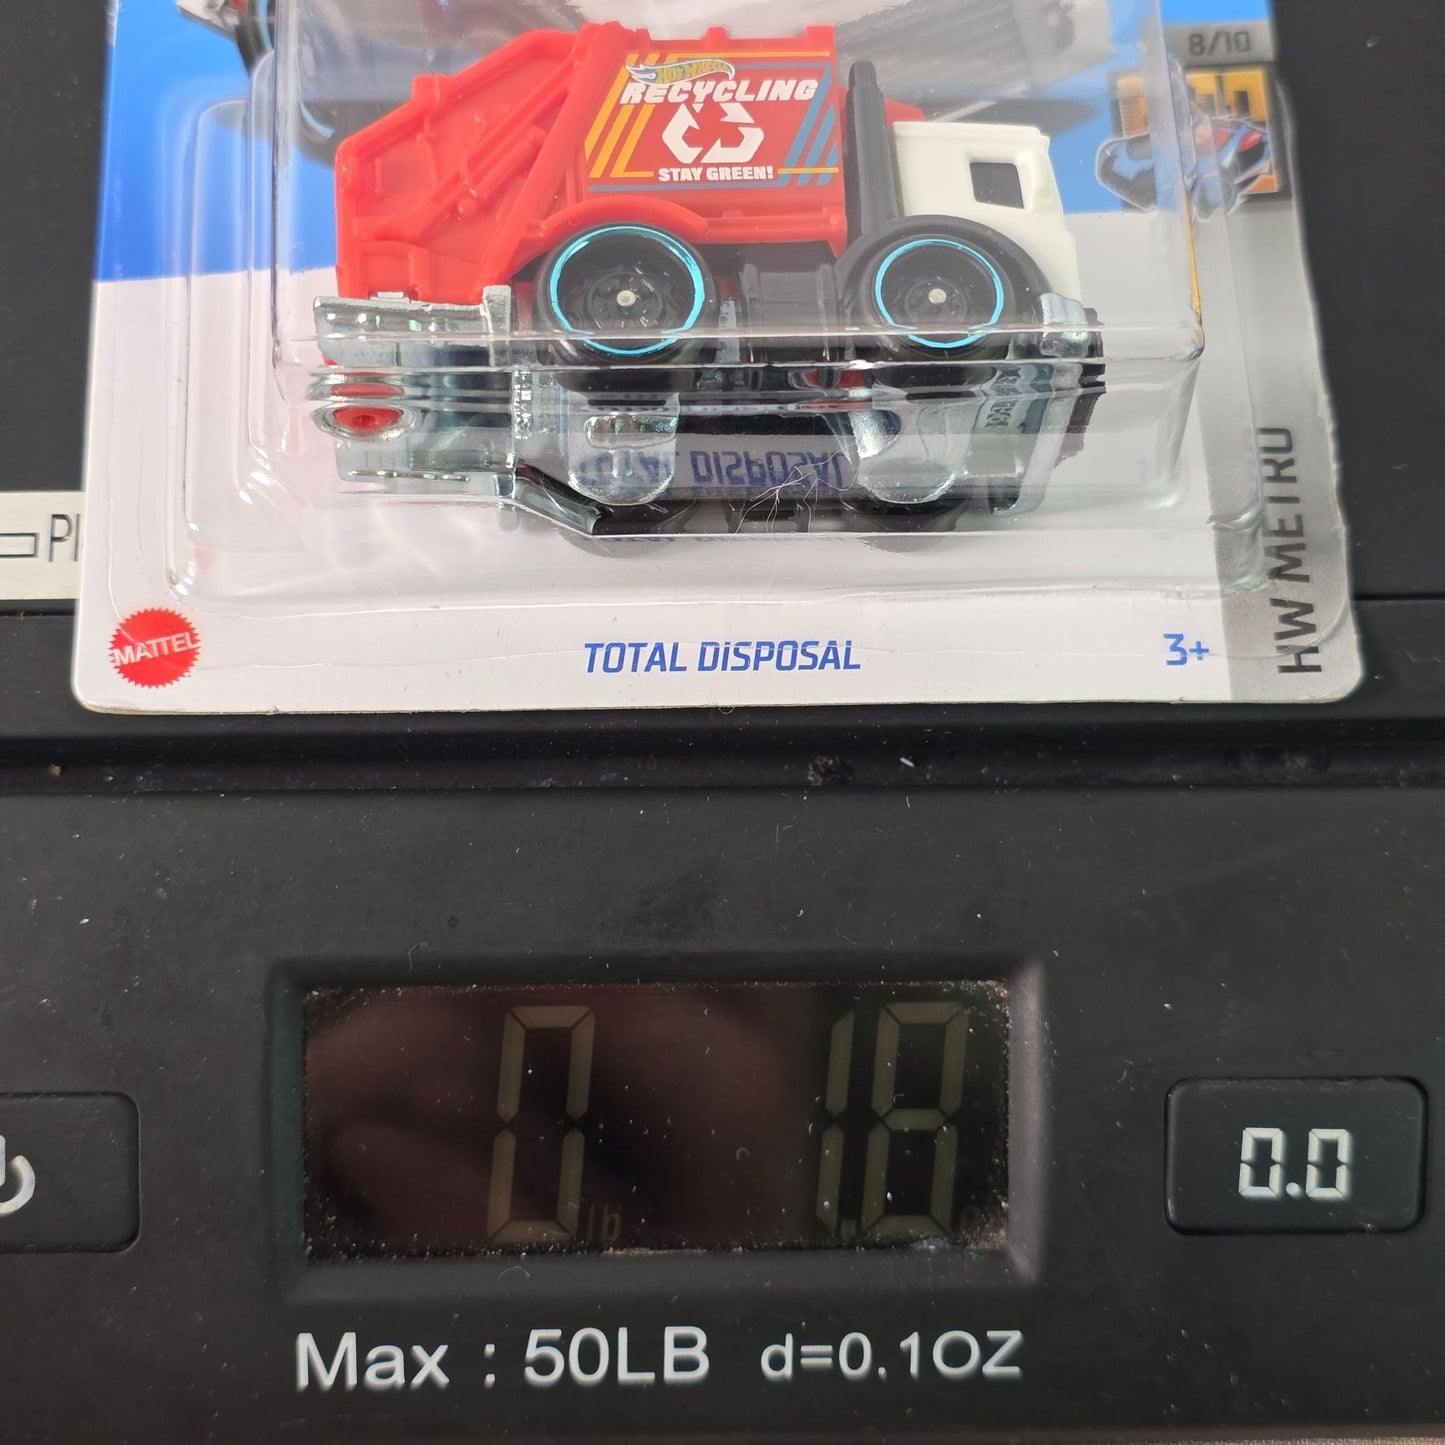 8/10
HOT WHEELS
RECYCLING
STAY GREEN!
HW METRO
TOTAL DISPOSAL
MATTEL
TOTAL DiSPOSAL
3+
0 lb 1.8
0.0
Max : 50LB d=0.1OZ